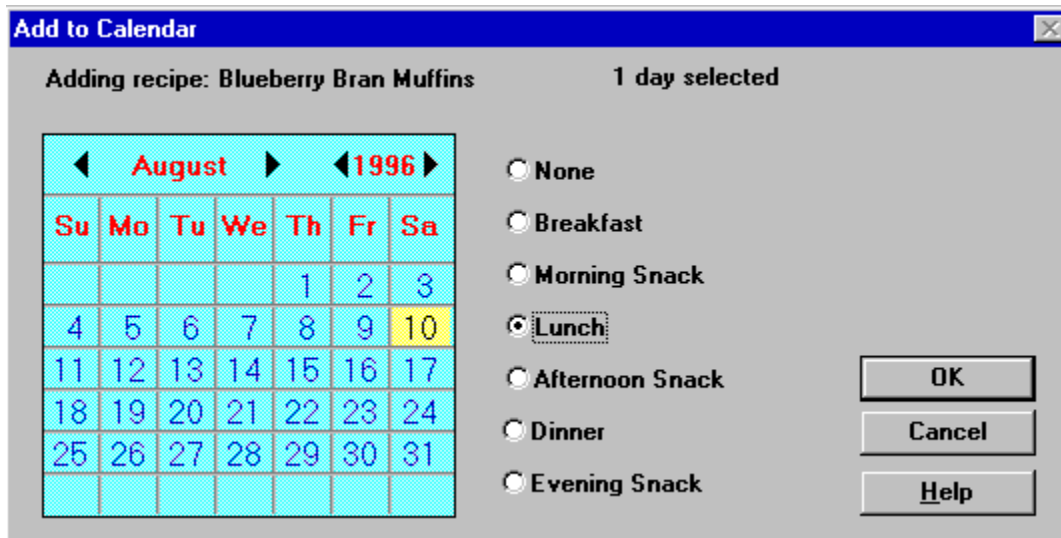 Add to Calendar
Adding recipe: Blueberry Bran Muffins 1 day selected
August 1996
Su Mo Tu We Th Fr Sa
1 2 3
4 5 6 7 8 9 10
11 12 13 14 15 16 17
18 19 20 21 22 23 24
25 26 27 28 29 30 31
None
Breakfast
Morning Snack
Lunch
Afternoon Snack
Dinner
Evening Snack
OK
Cancel
Help